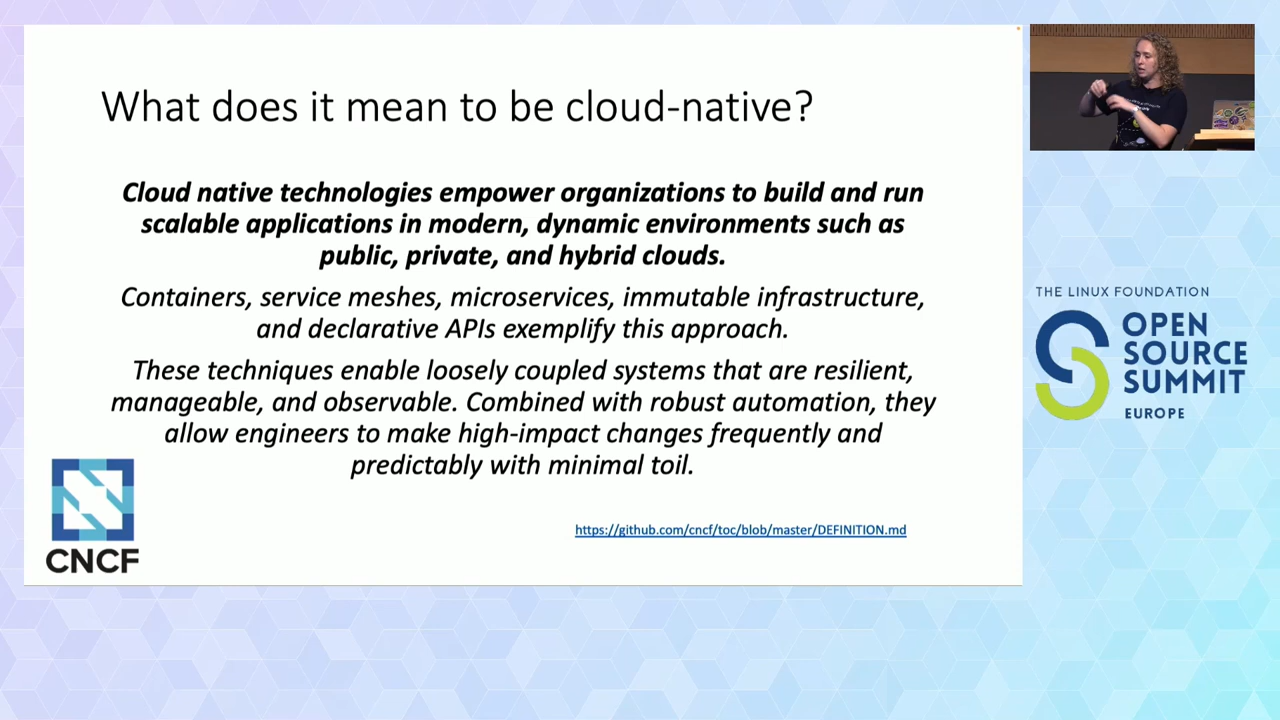 What does it mean to be cloud-native?
Cloud native technologies empower organizations to build and run
scalable applications in modern, dynamic environments such as
public, private, and hybrid clouds.
Containers, service meshes, microservices, immutable infrastructure,
and declarative APIs exemplify this approach.
These techniques enable loosely coupled systems that are resilient,
manageable, and observable. Combined with robust automation, they
allow engineers to make high-impact changes frequently and
predictably with minimal toil.
https://github.com/cncf/toc/blob/master/DEFINITION.md
CNCF
THE LINUX FOUNDATION
OPEN
SOURCE
SUMMIT
EUROPE